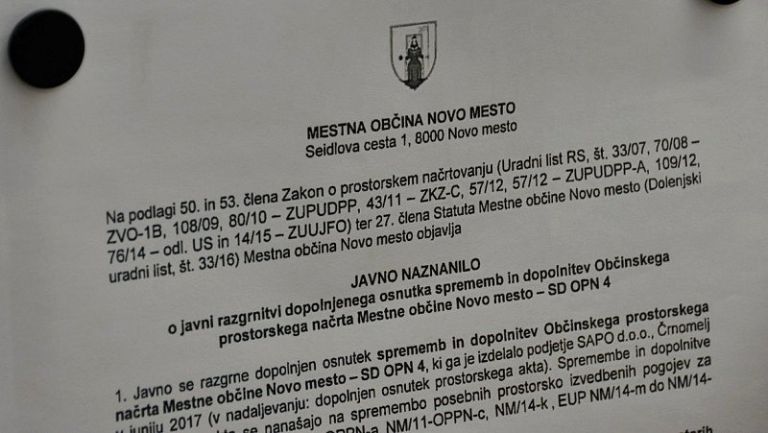 MESTNA OBČINA NOVO MESTO
Seidlova cesta 1, 8000 Novo mesto
Na podlagi 50. in 53. člena Zakon o prostorskem načrtovanju (Uradni list RS, št. 33/07, 70/08 –
ZVO-1B, 108/09, 80/10 – ZUPUDPP, 43/11 – ZKZ-C, 57/12, 57/12 – ZUPUDPP-A, 109/12,
76/14 – odl. US in 14/15 – ZUUJFO) ter 27. člena Statuta Mestne občine Novo mesto (Dolenjski
uradni list, št. 33/16) Mestna občina Novo mesto objavlja
JAVNO NAZNANILO
o javni razgrnitvi dopolnjenega osnutka sprememb in dopolnitev Občinskega
prostorskega načrta Mestne občine Novo mesto – SD OPN 4
1. Javno se razgrne dopolnjen osnutek sprememb in dopolnitev Občinskega prostorskega
načrta Mestne občine Novo mesto – SD OPN 4, ki ga je izdelalo podjetje SAPO d.o.o., Črnomelj
v juniju 2017 (v nadaljevanju: dopolnjen osnutek prostorskega akta). Spremembe in dopolnitve
se nanašajo na spremembo posebnih prostorsko izvedbenih pogojev za
NM/11-OPPN-c, NM/14-k , EUP NM/14-m do NM/14-